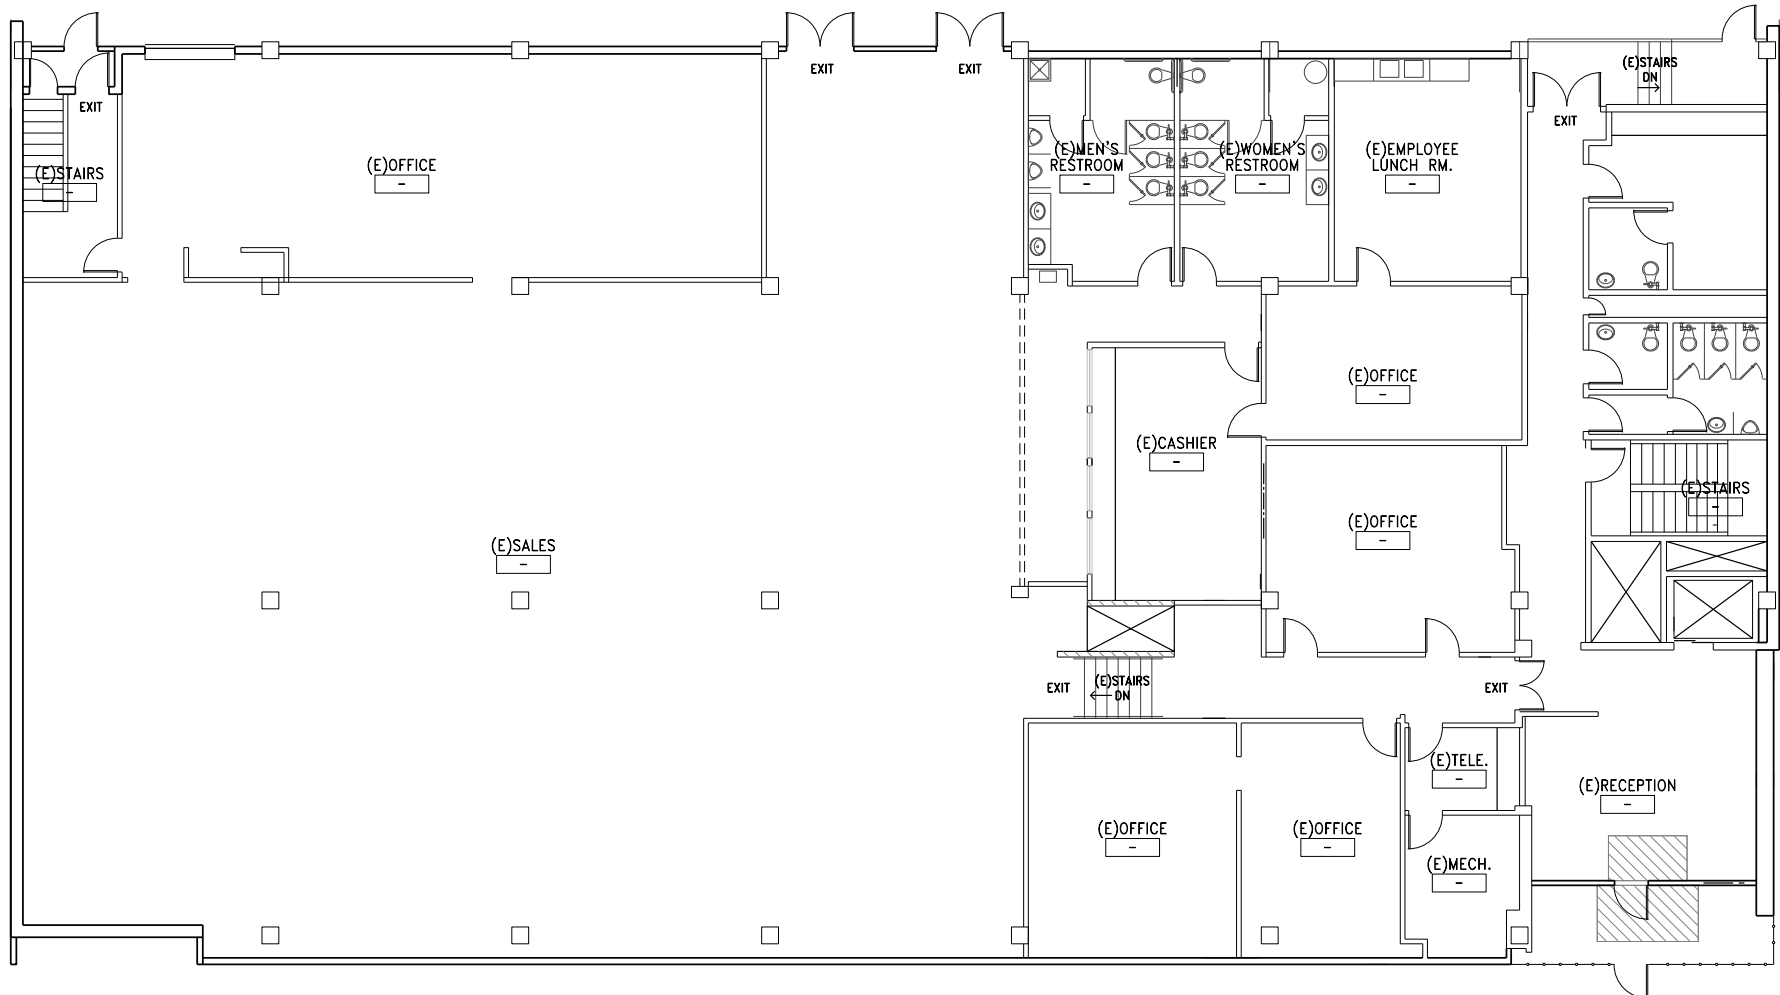 (E)STAIRS
DN
EXIT
EXIT
EXIT
EXIT
(E)STAIRS
-
(E)OFFICE
-
(E)MEN'S
RESTROOM
-
(E)WOMEN'S
RESTROOM
-
(E)EMPLOYEE
LUNCH RM.
-
(E)OFFICE
-
(E)CASHIER
-
(E)STAIRS
-
(E)OFFICE
-
(E)SALES
-
EXIT
(E)STAIRS
DN
EXIT
(E)TELE.
-
(E)RECEPTION
-
(E)OFFICE
-
(E)OFFICE
-
(E)MECH.
-